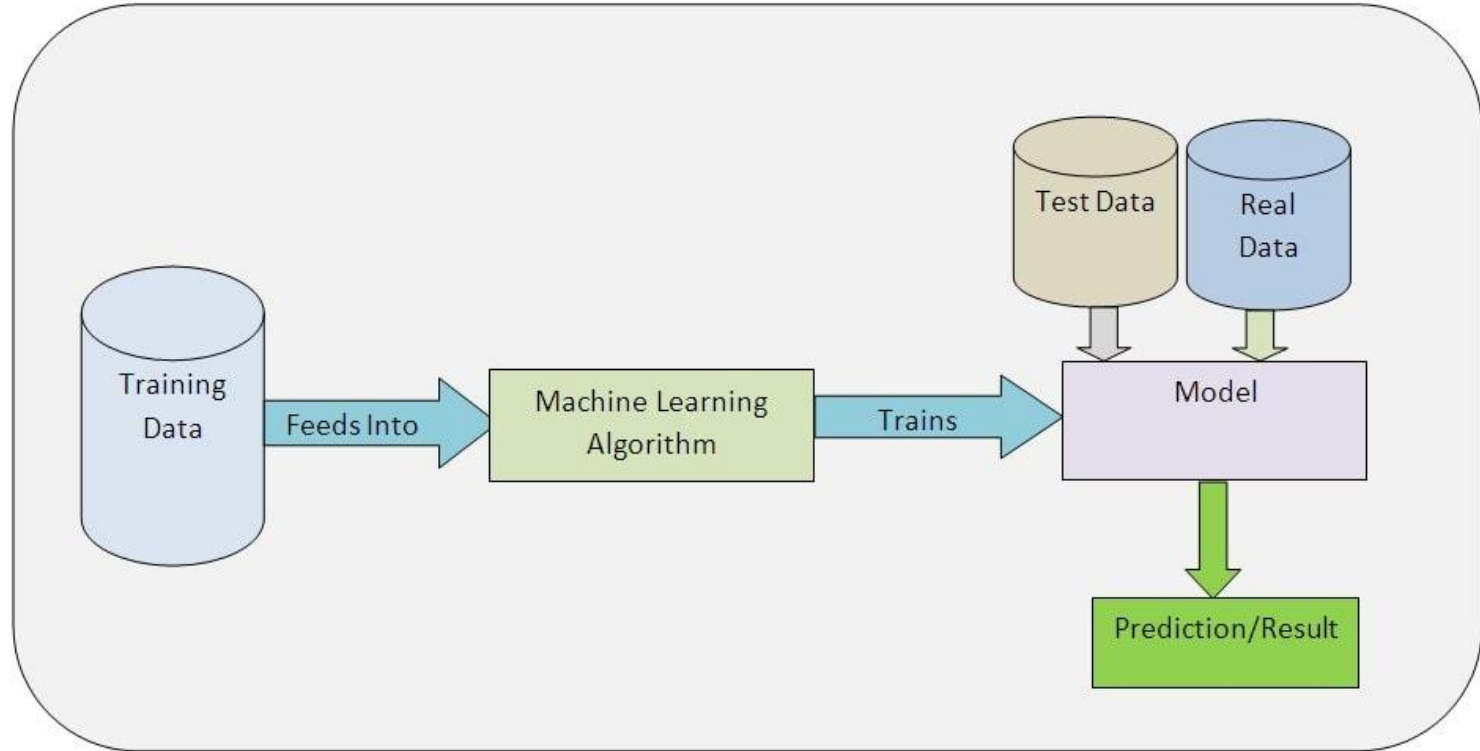 Training
Data
Feeds Into
Machine Learning
Algorithm
Trains
Test Data
Real
Data
Model
Prediction/Result